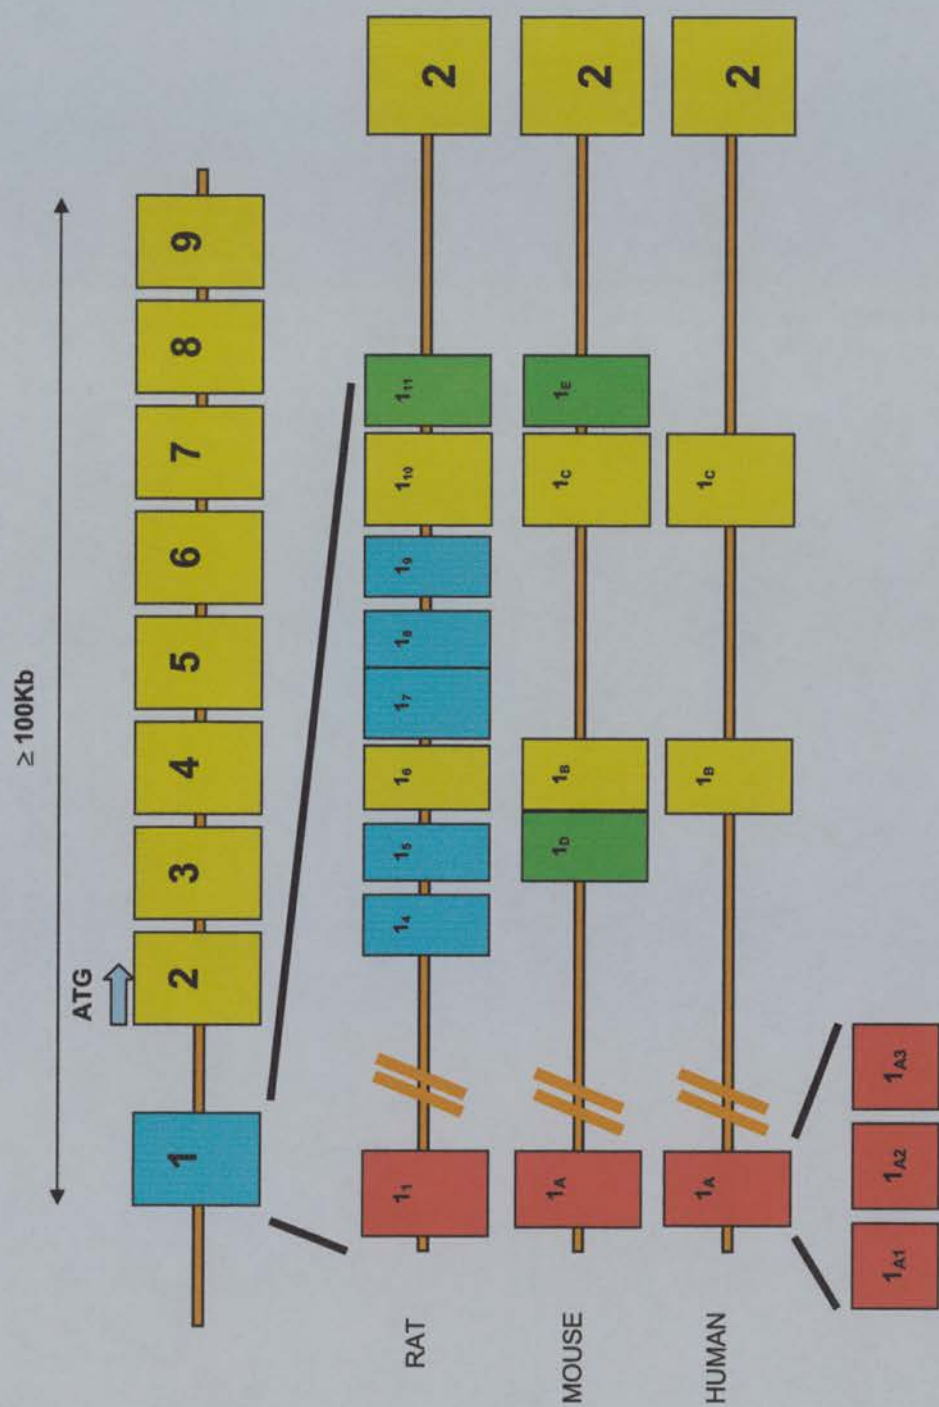 ≥ 100Kb
ATG
1 2 3 4 5 6 7 8 9
RAT 1₁ 1₄ 1₅ 1₆ 1₇ 1₈ 1₉ 1₁₀ 1₁₁ 2
MOUSE 1A 1D 1B 1C 1E 2
HUMAN 1A 1B 1C 2
1A1 1A2 1A3